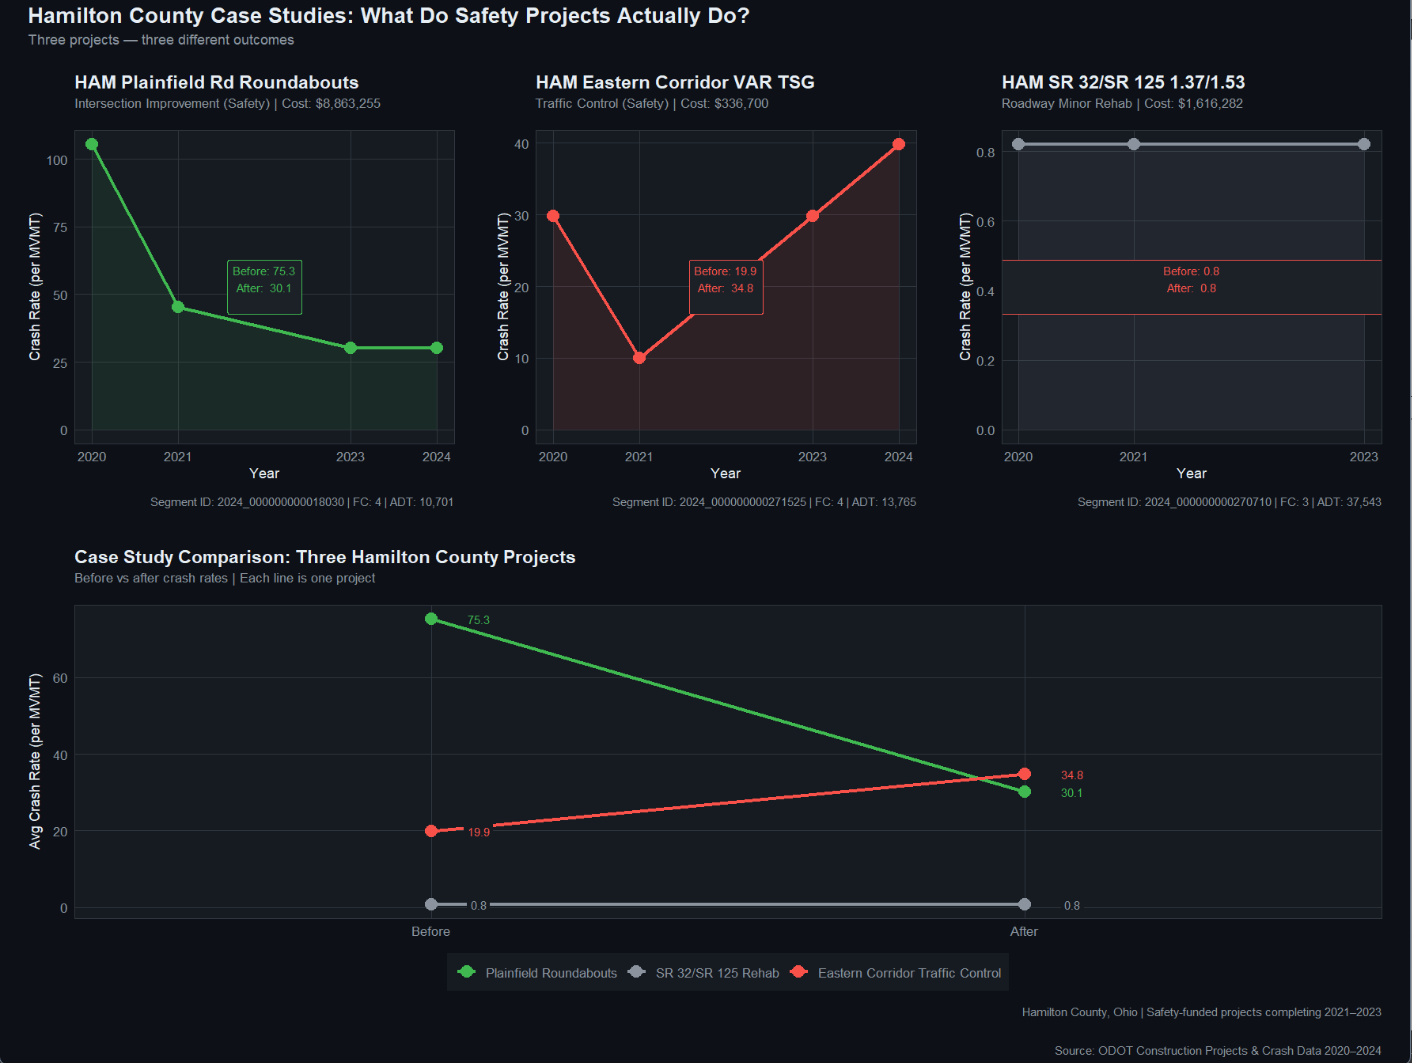 Hamilton County Case Studies: What Do Safety Projects Actually Do?
Three projects — three different outcomes
HAM Plainfield Rd Roundabouts
Intersection Improvement (Safety) | Cost: $8,863,255
Crash Rate (per MVMT)
100
75
50
25
0
Before: 75.3
After: 30.1
2020
2021
2023
2024
Year
Segment ID: 2024_000000000018030 | FC: 4 | ADT: 10,701
HAM Eastern Corridor VAR TSG
Traffic Control (Safety) | Cost: $336,700
Crash Rate (per MVMT)
40
30
20
10
0
Before: 19.9
After: 34.8
2020
2021
2023
2024
Year
Segment ID: 2024_000000000271525 | FC: 4 | ADT: 13,765
HAM SR 32/SR 125 1.37/1.53
Roadway Minor Rehab | Cost: $1,616,282
Crash Rate (per MVMT)
0.8
0.6
0.4
0.2
0.0
Before: 0.8
After: 0.8
2020
2021
2023
Year
Segment ID: 2024_000000000270710 | FC: 3 | ADT: 37,543
Case Study Comparison: Three Hamilton County Projects
Before vs after crash rates | Each line is one project
Avg Crash Rate (per MVMT)
60
40
20
0
75.3
19.9
0.8
34.8
30.1
0.8
Before
After
Plainfield Roundabouts
SR 32/SR 125 Rehab
Eastern Corridor Traffic Control
Hamilton County, Ohio | Safety-funded projects completing 2021–2023
Source: ODOT Construction Projects & Crash Data 2020–2024